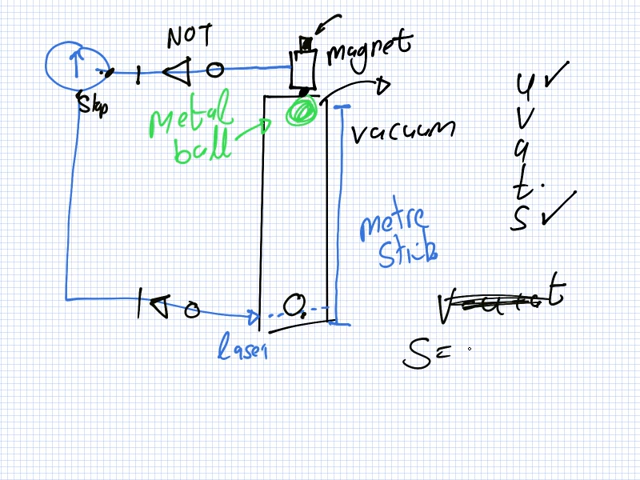 NOT
magnet
Stop
metal
ball
vacuum
metre
Stick
laser
u ✓
v
a
t.
s ✓
S=